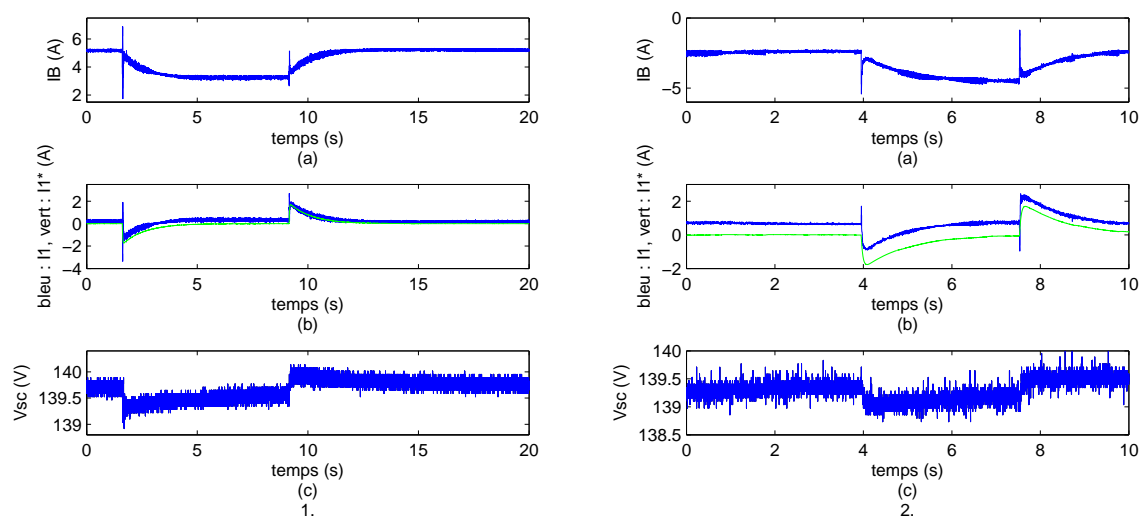 6
4
2
IB (A)
0 5 10 15 20
temps (s)
(a)
2
0
−2
−4
bleu : I1, vert : I1* (A)
0 5 10 15 20
temps (s)
(b)
140
139.5
139
Vsc (V)
0 5 10 15 20
temps (s)
(c)
1.
0
−5
IB (A)
0 2 4 6 8 10
temps (s)
(a)
2
0
−2
bleu : I1, vert : I1* (A)
0 2 4 6 8 10
temps (s)
(b)
140
139.5
139
138.5
Vsc (V)
0 2 4 6 8 10
temps (s)
(c)
2.